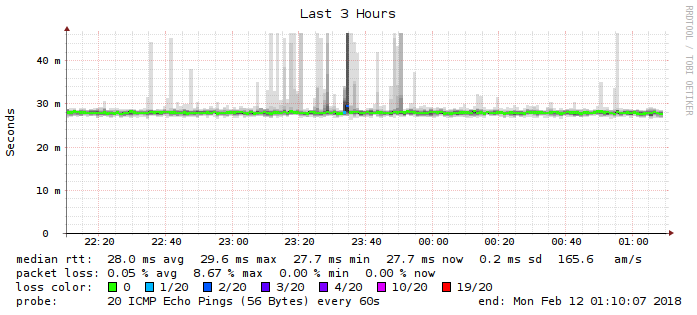 Last 3 Hours
RRDTOOL / TOBI OETIKER
Seconds
40 m
30 m
20 m
10 m
0
22:20 22:40 23:00 23:20 23:40 00:00 00:20 00:40 01:00
median rtt: 28.0 ms avg 29.6 ms max 27.7 ms min 27.7 ms now 0.2 ms sd 165.6 am/s
packet loss: 0.05 % avg 8.67 % max 0.00 % min 0.00 % now
loss color: 0 1/20 2/20 3/20 4/20 10/20 19/20
probe: 20 ICMP Echo Pings (56 Bytes) every 60s end: Mon Feb 12 01:10:07 2018